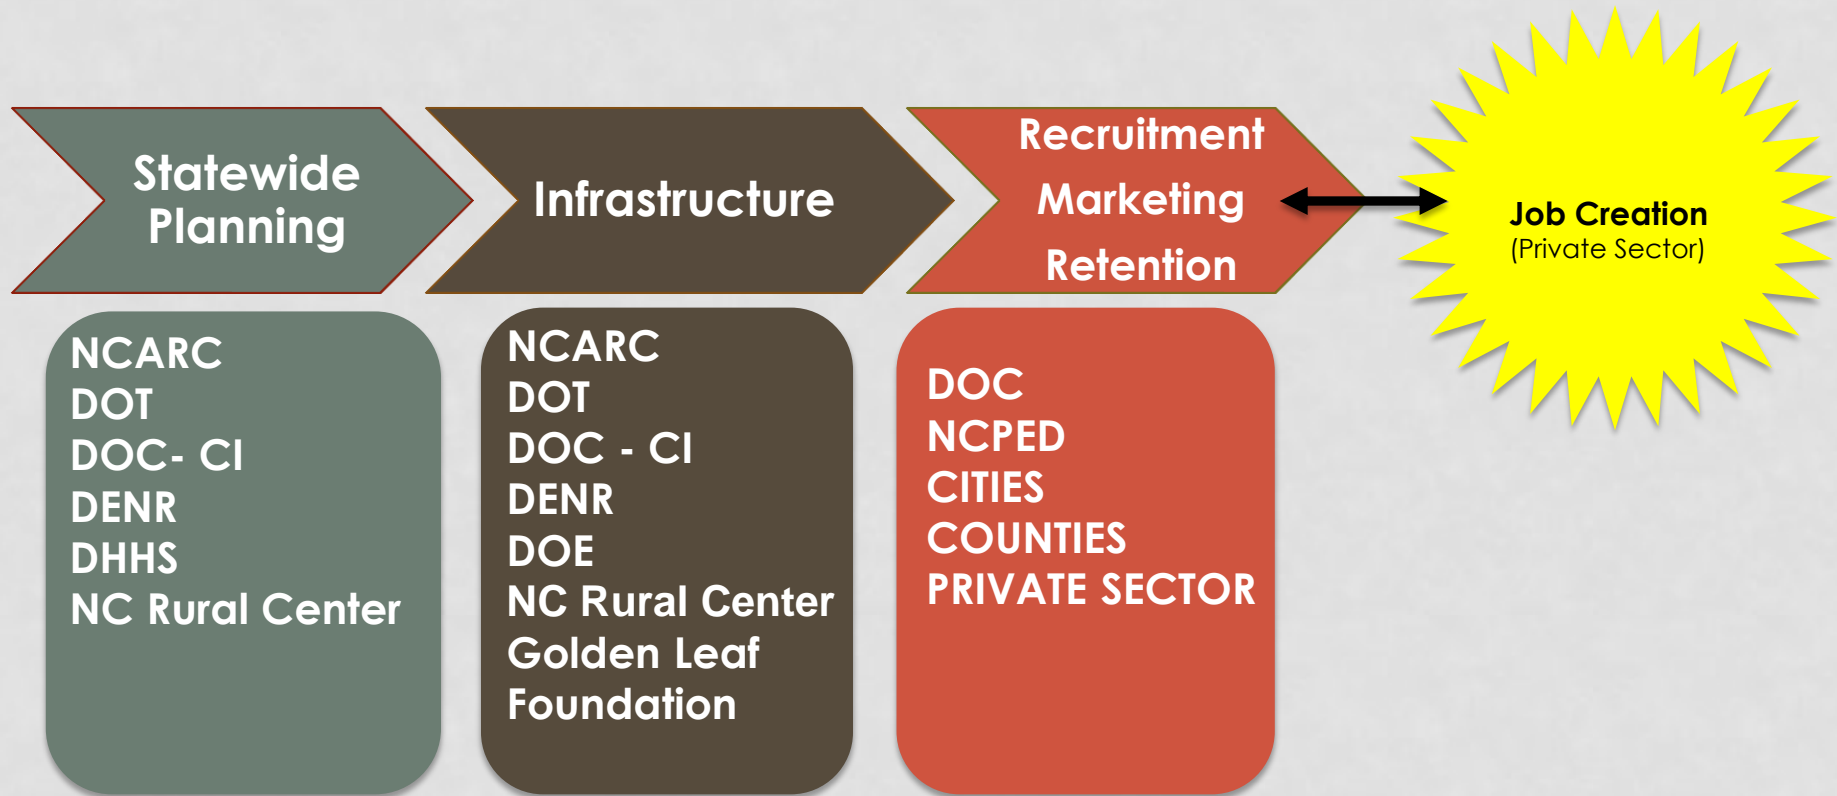 Statewide
Planning
Infrastructure
Recruitment
Marketing
Retention
Job Creation
(Private Sector)
NCARC
DOT
DOC- CI
DENR
DHHS
NC Rural Center
NCARC
DOT
DOC - CI
DENR
DOE
NC Rural Center
Golden Leaf
Foundation
DOC
NCPED
CITIES
COUNTIES
PRIVATE SECTOR